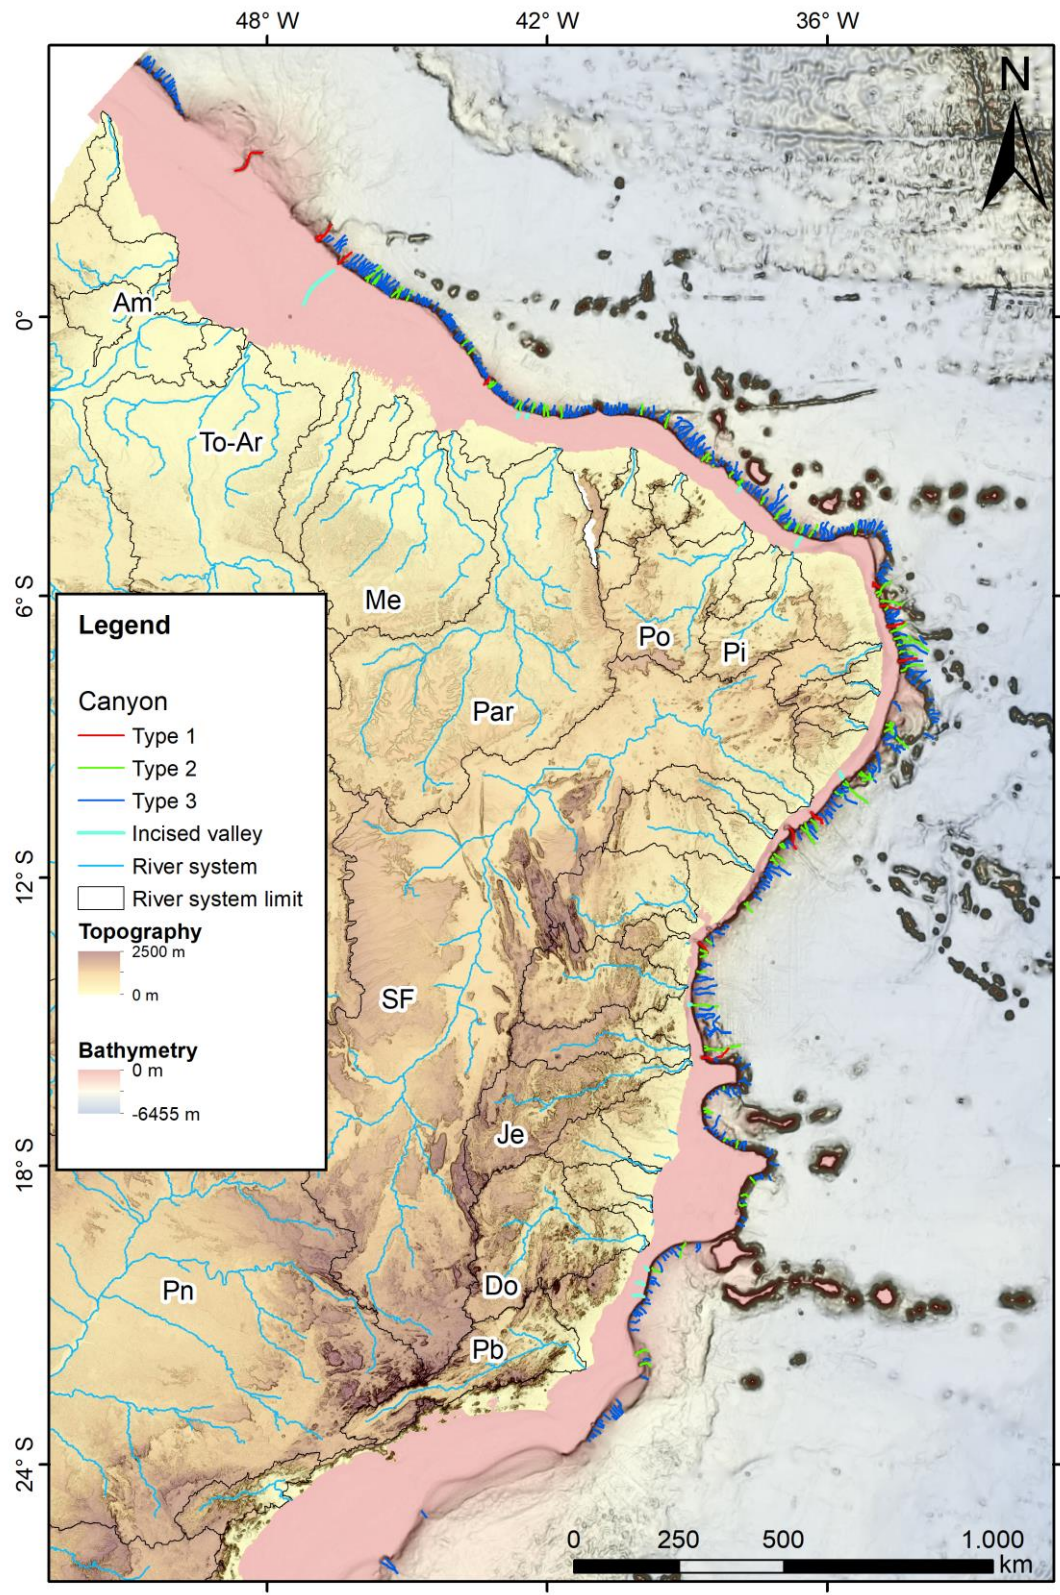 48° W 42° W 36° W
N
0°
6° S
12° S
18° S
24° S
Am
To-Ar
Me
Po
Pi
Par
SF
Je
Do
Pn
Pb
Legend
Canyon
Type 1
Type 2
Type 3
Incised valley
River system
River system limit
Topography
2500 m
0 m
Bathymetry
0 m
-6455 m
0 250 500 1.000
km